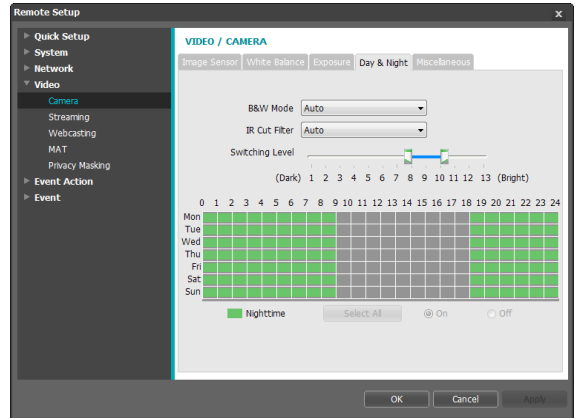 Remote Setup x
Quick Setup
System
Network
Video
Camera
Streaming
Webcasting
MAT
Privacy Masking
Event Action
Event
VIDEO / CAMERA
Image Sensor White Balance Exposure Day & Night Miscellaneous
B&W Mode Auto
IR Cut Filter Auto
Switching Level
(Dark) 1 2 3 4 5 6 7 8 9 10 11 12 13 (Bright)
0 1 2 3 4 5 6 7 8 9 10 11 12 13 14 15 16 17 18 19 20 21 22 23 24
Mon
Tue
Wed
Thu
Fri
Sat
Sun
Nighttime Select All On Off
OK Cancel Apply